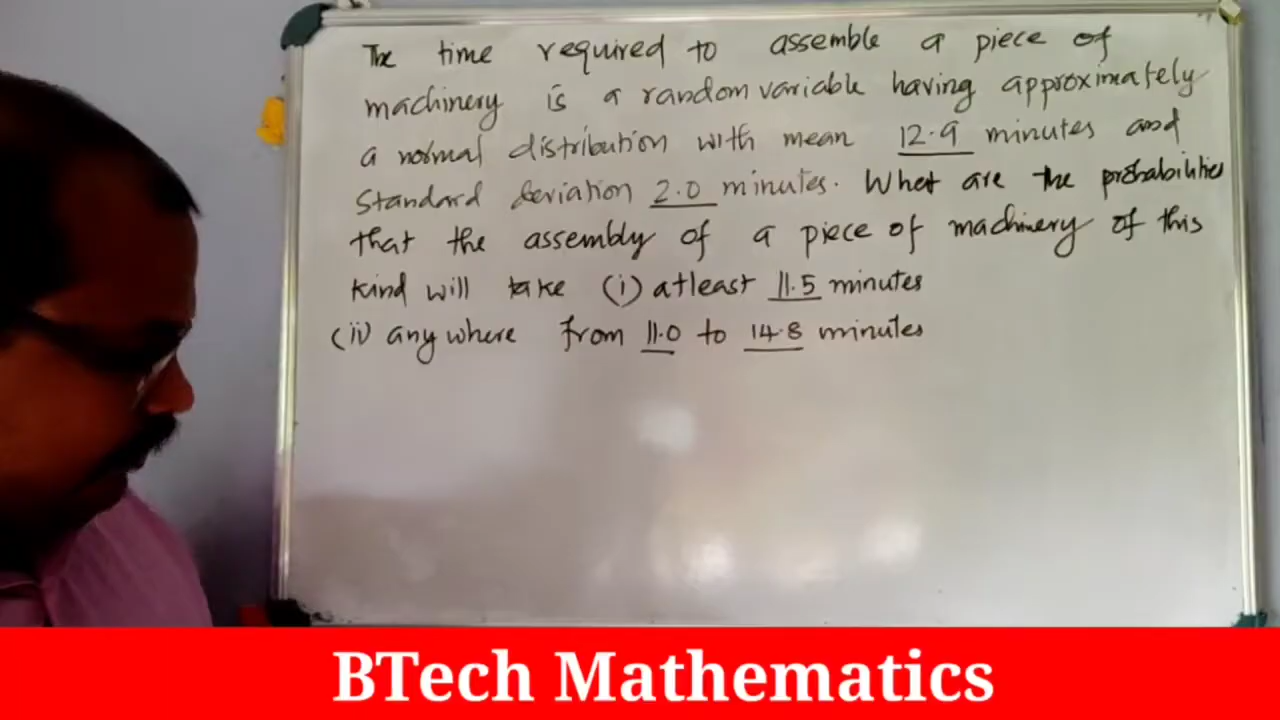 The time required to assemble a piece of
machinery is a random variable having approximately
a normal distribution with mean 12.9 minutes and
Standard deviation 2.0 minutes. What are the probabilities
that the assembly of a piece of machinery of this
kind will take (i) atleast 11.5 minutes
(ii) any where from 11.0 to 14.8 minutes
BTech Mathematics